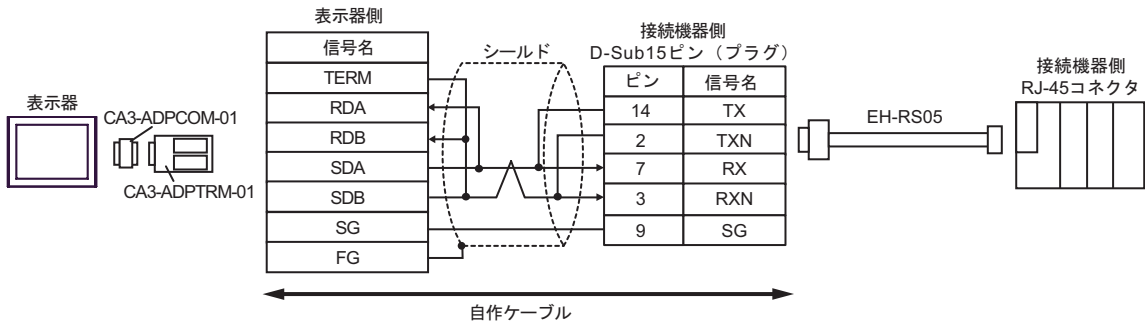 表示器
CA3-ADPCOM-01
CA3-ADPTRM-01
表示器側
信号名
TERM
RDA
RDB
SDA
SDB
SG
FG
シールド
接続機器側
D-Sub15ピン（プラグ）
ピン 信号名
14 TX
2 TXN
7 RX
3 RXN
9 SG
EH-RS05
接続機器側
RJ-45コネクタ
自作ケーブル